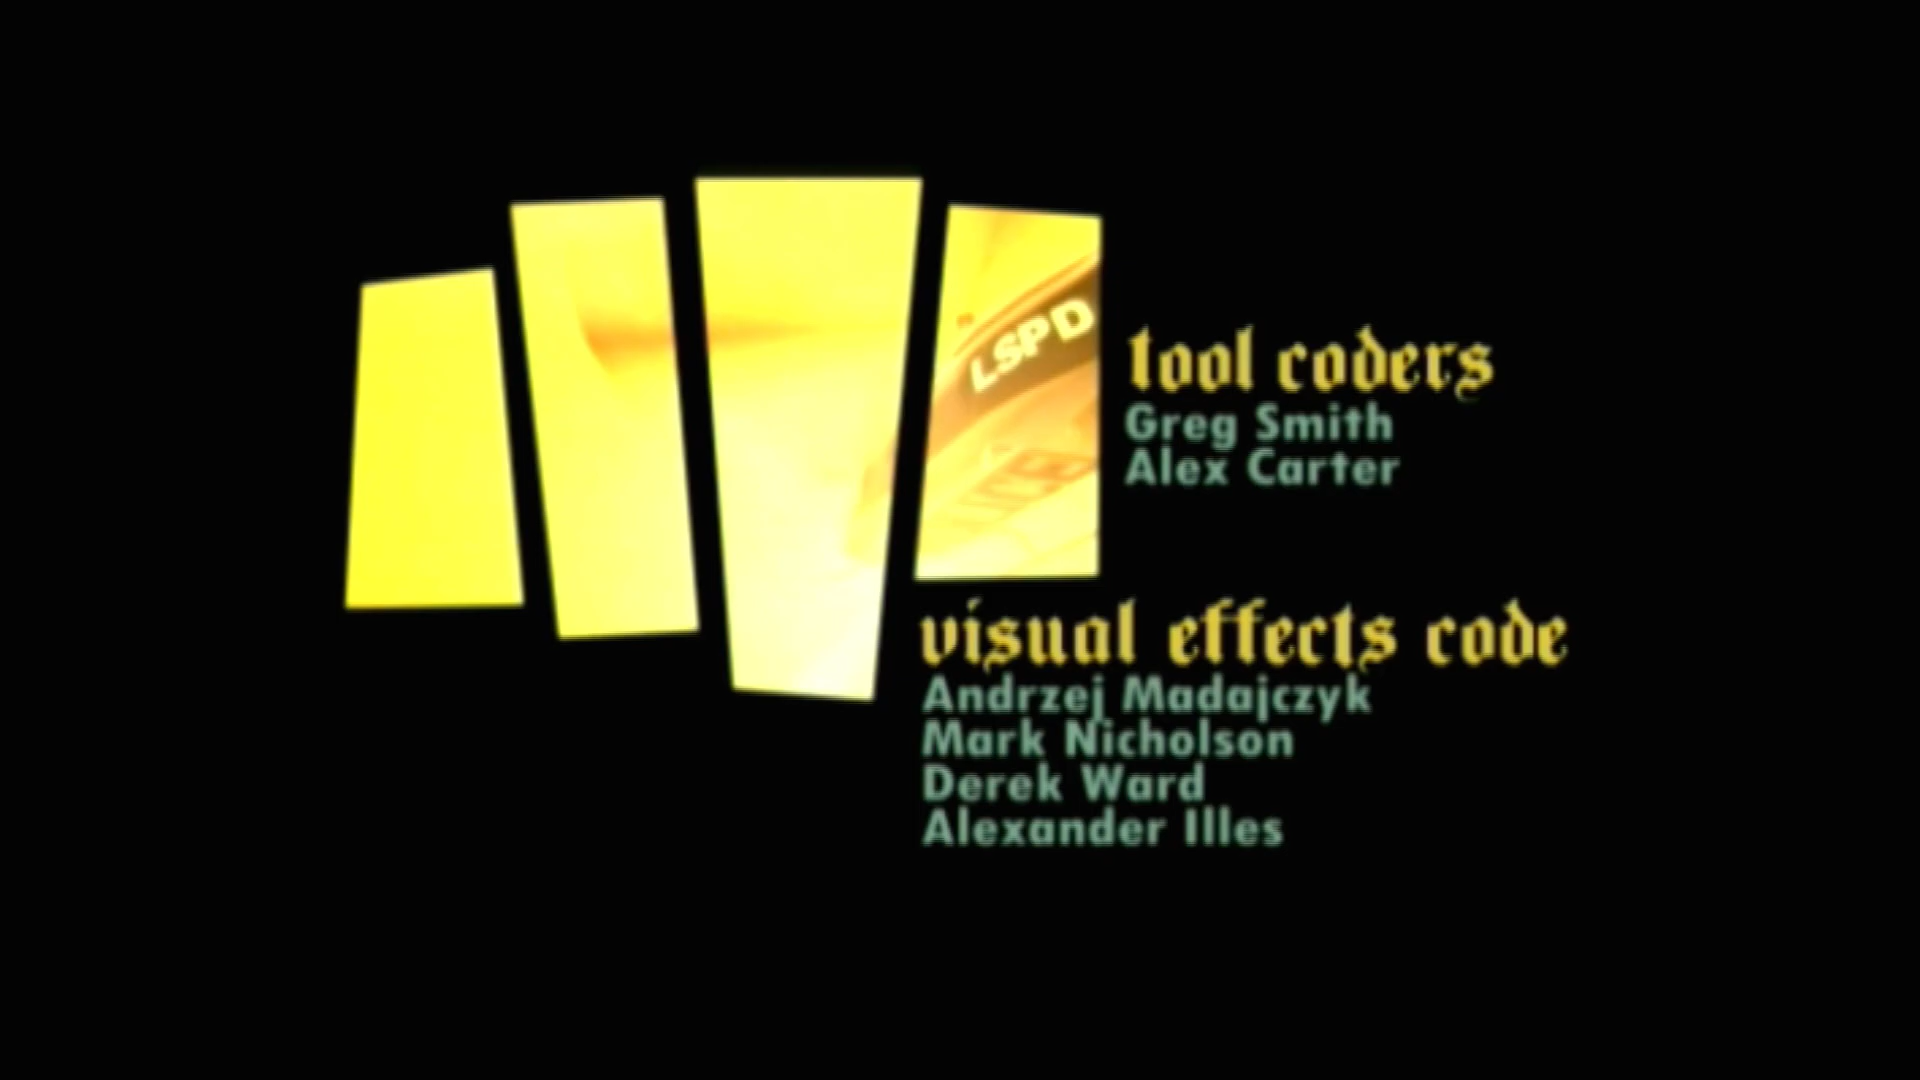 LSPD
tool coders
Greg Smith
Alex Carter
visual effects code
Andrzej Madajczyk
Mark Nicholson
Derek Ward
Alexander Illes